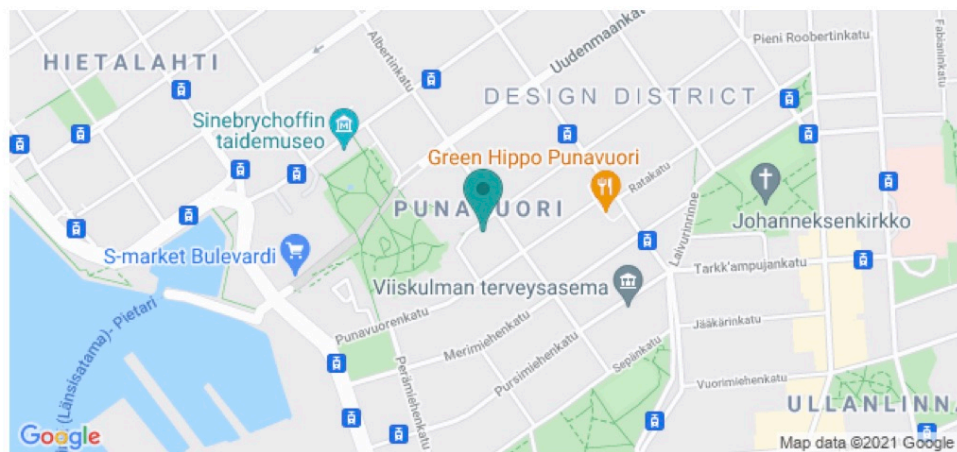 HIETALAHTI
Albertinkatu
Uudenmaankatu
Pieni Roobertinkatu
Fabianinkatu
DESIGN DISTRICT
Sinebrychoffin
taidemuseo
Green Hippo Punavuori
Ratakatu
PUNAVUORI
Johanneksenkirkko
Laivurinrinne
S-market Bulevardi
Viiskulman terveysasema
Tarkk'ampujankatu
(Länsisatama)- Pietari
Punavuorenkatu
Merimiehenkatu
Jääkärinkatu
Perämiehenkatu
Pursimiehenkatu
Sepänkatu
Vuorimiehenkatu
ULLANLINNA
Google
Map data ©2021 Google